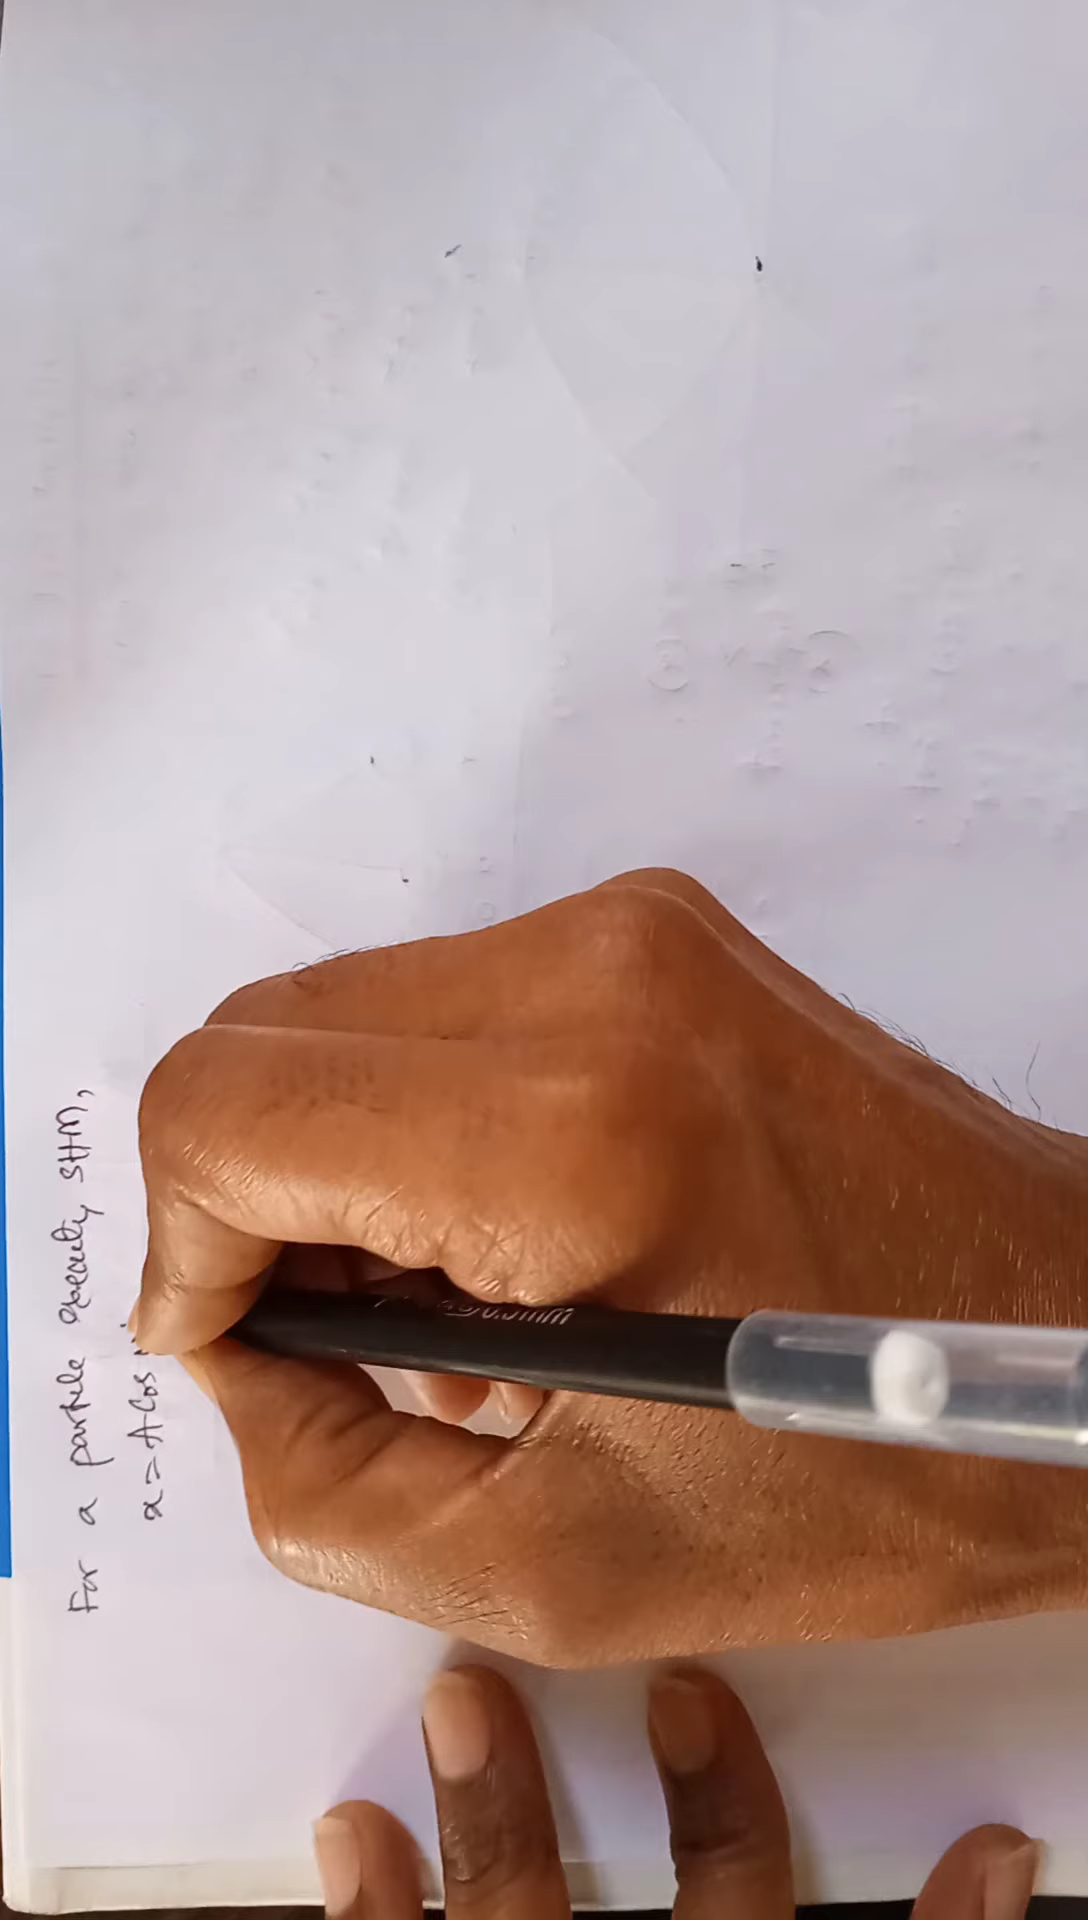 For a particle executing SHM,
x = A cos